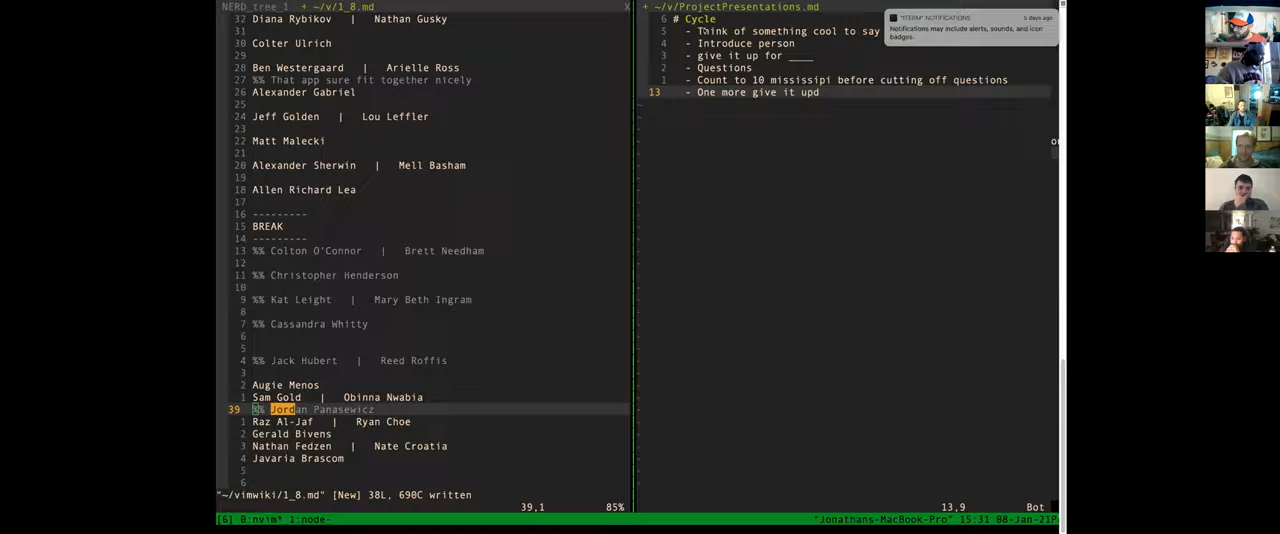 NERD_tree_1  + ~/v/1_8.md  X
32 Diana Rybikov | Nathan Gusky
31
30 Colter Ulrich
29
28 Ben Westergaard | Arielle Ross
27 %% That app sure fit together nicely
26 Alexander Gabriel
25
24 Jeff Golden | Lou Leffler
23
22 Matt Malecki
21
20 Alexander Sherwin | Mell Basham
19
18 Allen Richard Lea
17
16 ---------
15 BREAK
14 ---------
13 %% Colton O'Connor | Brett Needham
12
11 %% Christopher Henderson
10
9 %% Kat Leight | Mary Beth Ingram
8
7 %% Cassandra Whitty
6
5
4 %% Jack Hubert | Reed Roffis
3
2 Augie Menos
1 Sam Gold | Obinna Nwabia
39 %% Jordan Panasewicz
1 Raz Al-Jaf | Ryan Choe
2 Gerald Bivens
3 Nathan Fedzen | Nate Croatia
4 Javaria Brascom
5
6
"~/vimwiki/1_8.md" [New] 38L, 690C written
39,1 85%
+ ~/v/ProjectPresentations.md
6 # Cycle
5 - Think of something cool to say
4 - Introduce person
3 - give it up for ____
2 - Questions
1 - Count to 10 mississipi before cutting off questions
13 - One more give it upd
"ITERM" NOTIFICATIONS 5 days ago
Notifications may include alerts, sounds, and icon
badges.
13,9 Bot
[6] 0:nvim* 1:node- "Jonathans-MacBook-Pro" 15:31 08-Jan-21